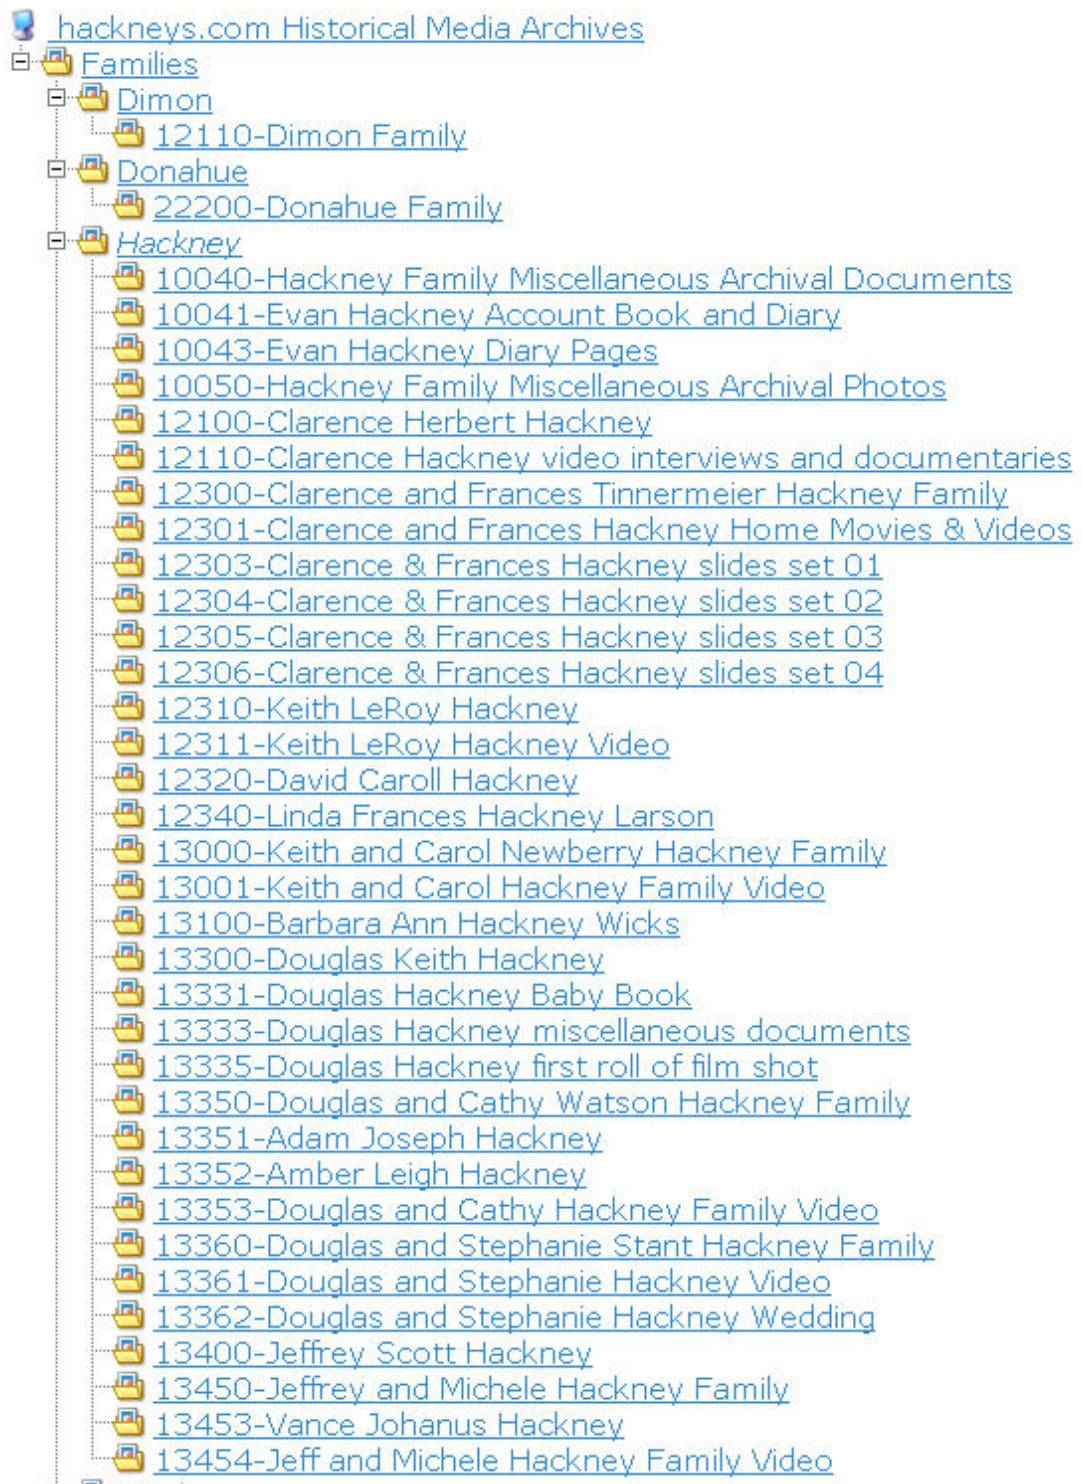 hackneys.com Historical Media Archives
Families
Dimon
12110-Dimon Family
Donahue
22200-Donahue Family
Hackney
10040-Hackney Family Miscellaneous Archival Documents
10041-Evan Hackney Account Book and Diary
10043-Evan Hackney Diary Pages
10050-Hackney Family Miscellaneous Archival Photos
12100-Clarence Herbert Hackney
12110-Clarence Hackney video interviews and documentaries
12300-Clarence and Frances Tinnermeier Hackney Family
12301-Clarence and Frances Hackney Home Movies & Videos
12303-Clarence & Frances Hackney slides set 01
12304-Clarence & Frances Hackney slides set 02
12305-Clarence & Frances Hackney slides set 03
12306-Clarence & Frances Hackney slides set 04
12310-Keith LeRoy Hackney
12311-Keith LeRoy Hackney Video
12320-David Caroll Hackney
12340-Linda Frances Hackney Larson
13000-Keith and Carol Newberry Hackney Family
13001-Keith and Carol Hackney Family Video
13100-Barbara Ann Hackney Wicks
13300-Douglas Keith Hackney
13331-Douglas Hackney Baby Book
13333-Douglas Hackney miscellaneous documents
13335-Douglas Hackney first roll of film shot
13350-Douglas and Cathy Watson Hackney Family
13351-Adam Joseph Hackney
13352-Amber Leigh Hackney
13353-Douglas and Cathy Hackney Family Video
13360-Douglas and Stephanie Stant Hackney Family
13361-Douglas and Stephanie Hackney Video
13362-Douglas and Stephanie Hackney Wedding
13400-Jeffrey Scott Hackney
13450-Jeffrey and Michele Hackney Family
13453-Vance Johanus Hackney
13454-Jeff and Michele Hackney Family Video